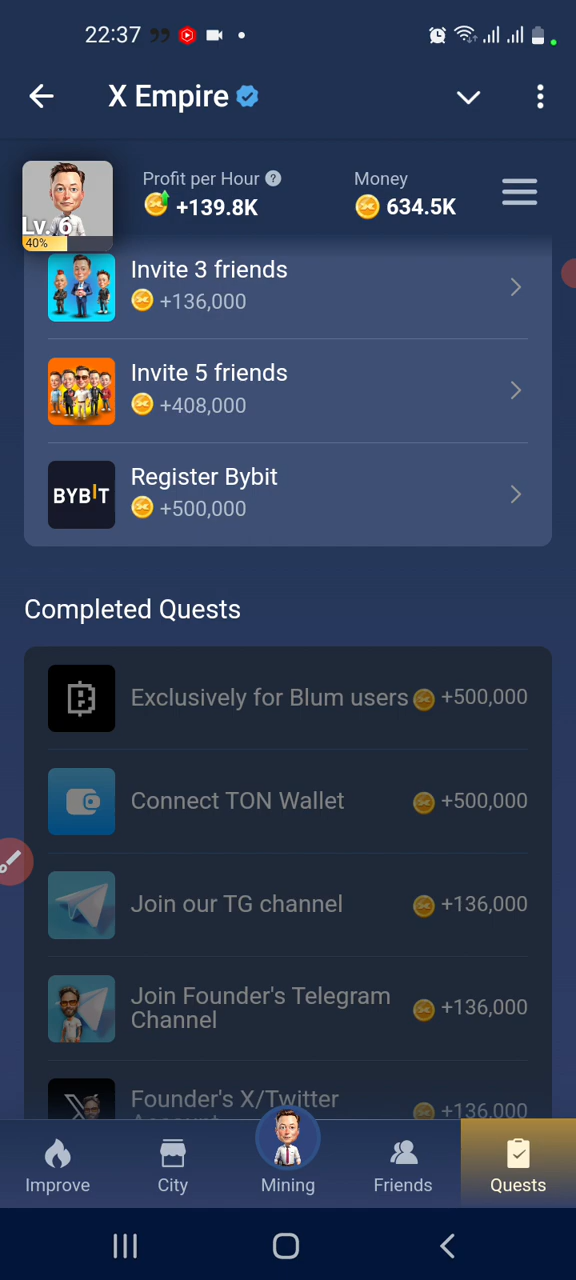 22:37
X Empire
Profit per Hour ?
+139.8K
Money
634.5K
Lv. 6
40%
Invite 3 friends
+136,000
Invite 5 friends
+408,000
BYBIT
Register Bybit
+500,000
Completed Quests
Exclusively for Blum users +500,000
Connect TON Wallet +500,000
Join our TG channel +136,000
Join Founder's Telegram
Channel
+136,000
Founder's X/Twitter
Account
+136,000
Improve
City
Mining
Friends
Quests